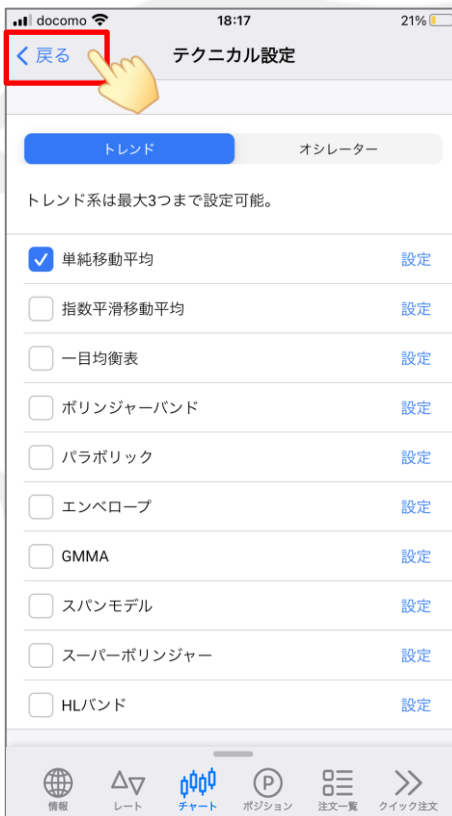 docomo 18:17 21%
戻る テクニカル設定
トレンド オシレーター
トレンド系は最大3つまで設定可能。
単純移動平均 設定
指数平滑移動平均 設定
一目均衡表 設定
ボリンジャーバンド 設定
パラボリック 設定
エンベロープ 設定
GMMA 設定
スパンモデル 設定
スーパーボリンジャー 設定
HLバンド 設定
P
情報 レート チャート ポジション 注文一覧 クイック注文